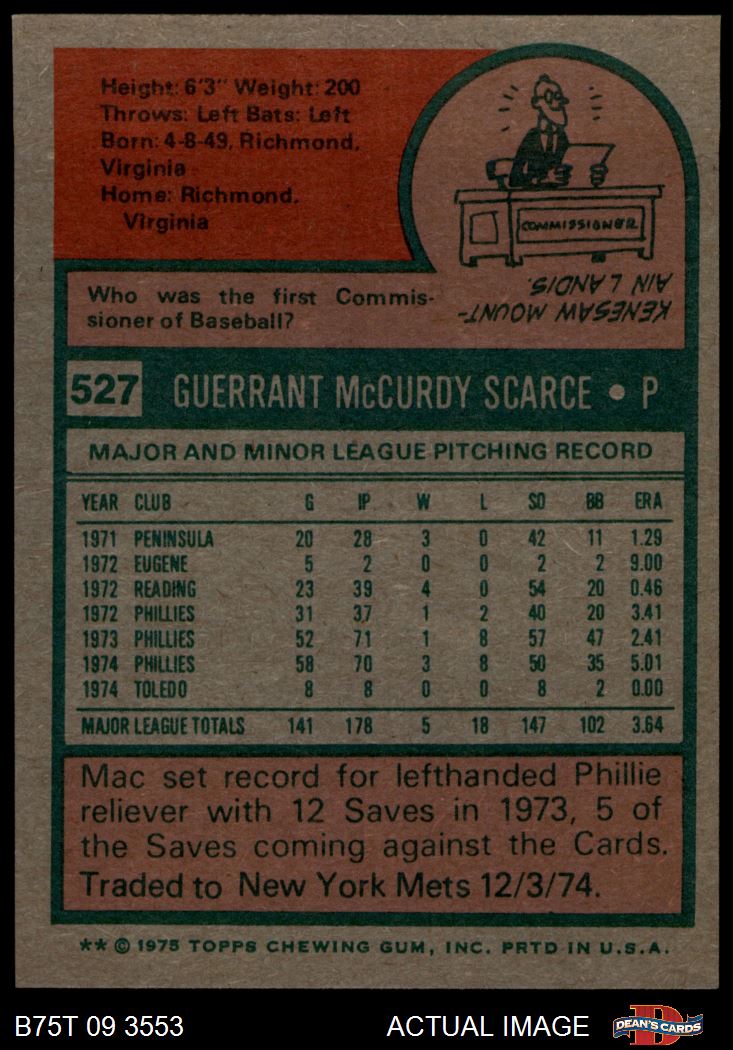 Height: 6'3" Weight: 200
Throws: Left Bats: Left
Born: 4-8-49, Richmond,
Virginia
Home: Richmond,
Virginia
COMMISSIONER
KENESAW MOUNT-
AIN LANDIS.
Who was the first Commis-
sioner of Baseball?
527 GUERRANT McCURDY SCARCE • P
MAJOR AND MINOR LEAGUE PITCHING RECORD
YEAR CLUB G IP W L SO BB ERA
1971 PENINSULA 20 28 3 0 42 11 1.29
1972 EUGENE 5 2 0 0 2 2 9.00
1972 READING 23 39 4 0 54 20 0.46
1972 PHILLIES 31 37 1 2 40 20 3.41
1973 PHILLIES 52 71 1 8 57 47 2.41
1974 PHILLIES 58 70 3 8 50 35 5.01
1974 TOLEDO 8 8 0 0 8 2 0.00
MAJOR LEAGUE TOTALS 141 178 5 18 147 102 3.64
Mac set record for lefthanded Phillie
reliever with 12 Saves in 1973, 5 of
the Saves coming against the Cards.
Traded to New York Mets 12/3/74.
** © 1975 TOPPS CHEWING GUM, INC. PRTD IN U.S.A.
B75T 09 3553 ACTUAL IMAGE DEAN'S CARDS